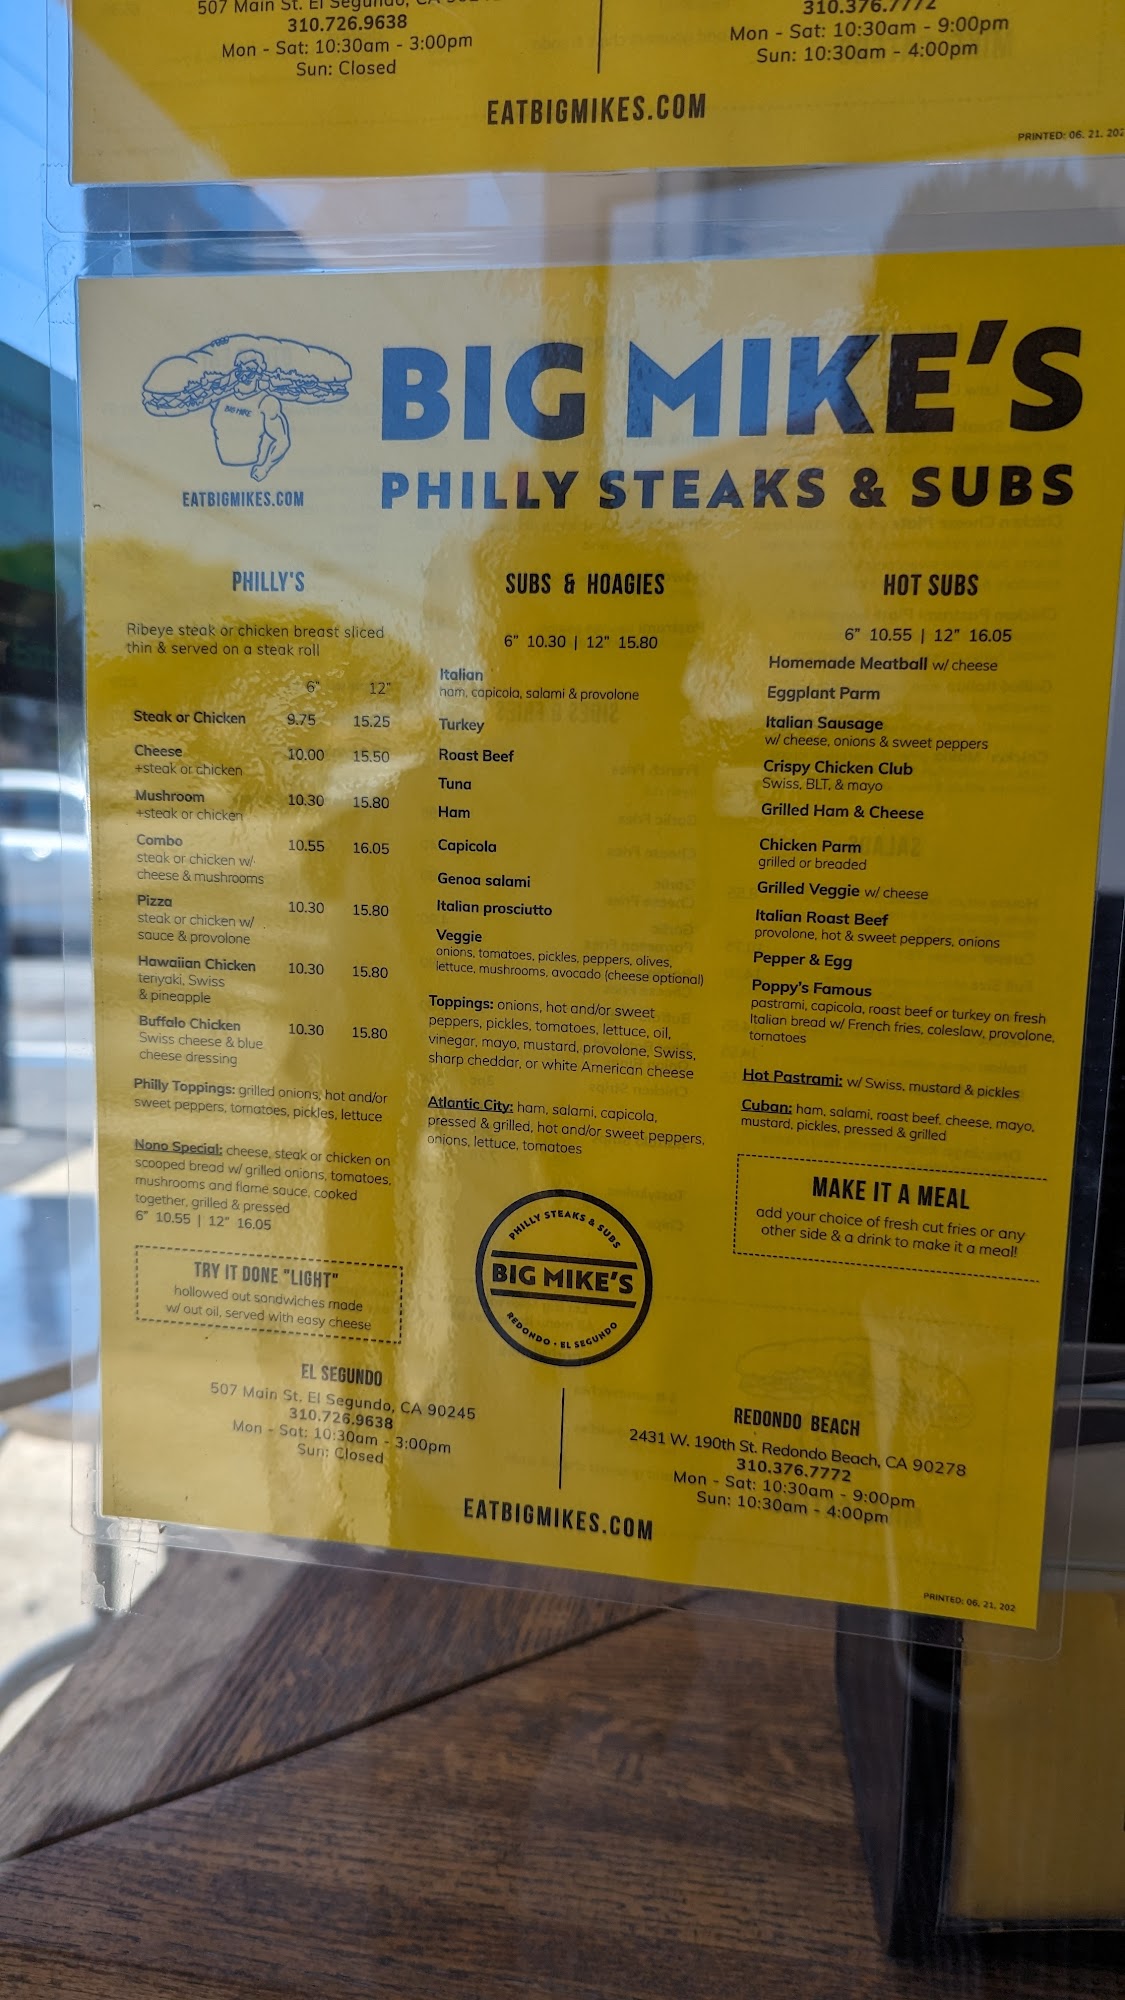 507 Main St. El Segundo, CA
310.726.9638
Mon - Sat: 10:30am - 3:00pm
Sun: Closed
310.376.7772
Mon - Sat: 10:30am - 9:00pm
Sun: 10:30am - 4:00pm
EATBIGMIKES.COM
PRINTED: 06. 21. 202
BIG MIKE
EATBIGMIKES.COM
BIG MIKE'S
PHILLY STEAKS & SUBS
PHILLY'S
Ribeye steak or chicken breast sliced
thin & served on a steak roll
6" 12"
Steak or Chicken 9.75 15.25
Cheese 10.00 15.50
+steak or chicken
Mushroom 10.30 15.80
+steak or chicken
Combo 10.55 16.05
steak or chicken w/
cheese & mushrooms
Pizza 10.30 15.80
steak or chicken w/
sauce & provolone
Hawaiian Chicken 10.30 15.80
teriyaki, Swiss
& pineapple
Buffalo Chicken 10.30 15.80
Swiss cheese & blue
cheese dressing
Philly Toppings: grilled onions, hot and/or
sweet peppers, tomatoes, pickles, lettuce
Nono Special: cheese, steak or chicken on
scooped bread w/ grilled onions, tomatoes,
mushrooms and flame sauce, cooked
together, grilled & pressed
6" 10.55 | 12" 16.05
TRY IT DONE "LIGHT"
hollowed out sandwiches made
w/ out oil, served with easy cheese
SUBS & HOAGIES
6" 10.30 | 12" 15.80
Italian
ham, capicola, salami & provolone
Turkey
Roast Beef
Tuna
Ham
Capicola
Genoa salami
Italian prosciutto
Veggie
onions, tomatoes, pickles, peppers, olives,
lettuce, mushrooms, avocado (cheese optional)
Toppings: onions, hot and/or sweet
peppers, pickles, tomatoes, lettuce, oil,
vinegar, mayo, mustard, provolone, Swiss,
sharp cheddar, or white American cheese
Atlantic City: ham, salami, capicola,
pressed & grilled, hot and/or sweet peppers,
onions, lettuce, tomatoes
PHILLY STEAKS & SUBS
BIG MIKE'S
REDONDO • EL SEGUNDO
HOT SUBS
6" 10.55 | 12" 16.05
Homemade Meatball w/ cheese
Eggplant Parm
Italian Sausage
w/ cheese, onions & sweet peppers
Crispy Chicken Club
Swiss, BLT, & mayo
Grilled Ham & Cheese
Chicken Parm
grilled or breaded
Grilled Veggie w/ cheese
Italian Roast Beef
provolone, hot & sweet peppers, onions
Pepper & Egg
Poppy's Famous
pastrami, capicola, roast beef or turkey on fresh
Italian bread w/ French fries, coleslaw, provolone,
tomatoes
Hot Pastrami: w/ Swiss, mustard & pickles
Cuban: ham, salami, roast beef, cheese, mayo,
mustard, pickles, pressed & grilled
MAKE IT A MEAL
add your choice of fresh cut fries or any
other side & a drink to make it a meal!
EL SEGUNDO
507 Main St. El Segundo, CA 90245
310.726.9638
Mon - Sat: 10:30am - 3:00pm
Sun: Closed
REDONDO BEACH
2431 W. 190th St. Redondo Beach, CA 90278
310.376.7772
Mon - Sat: 10:30am - 9:00pm
Sun: 10:30am - 4:00pm
EATBIGMIKES.COM
PRINTED: 06. 21. 202